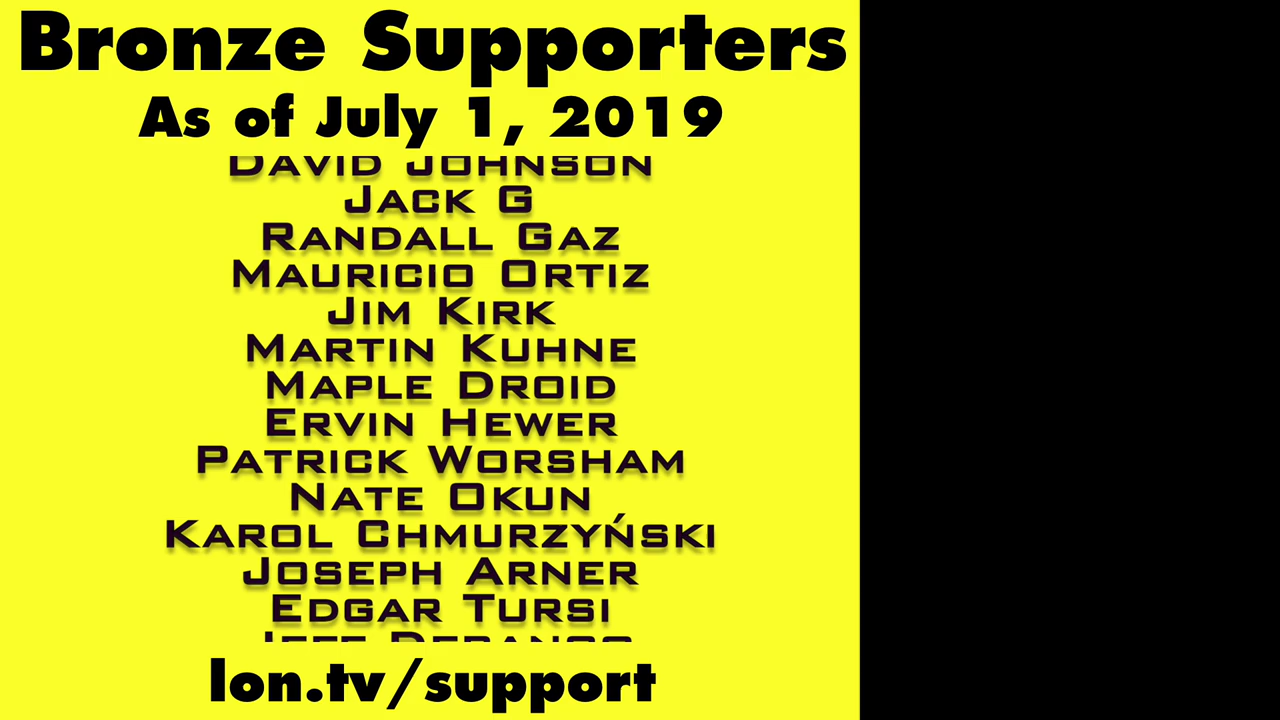 Bronze Supporters
As of July 1, 2019
David Johnson
Jack G
Randall Gaz
Mauricio Ortiz
Jim Kirk
Martin Kuhne
Maple Droid
Ervin Hewer
Patrick Worsham
Nate Okun
Karol Chmurzyński
Joseph Arner
Edgar Tursi
Jeff
lon.tv/support